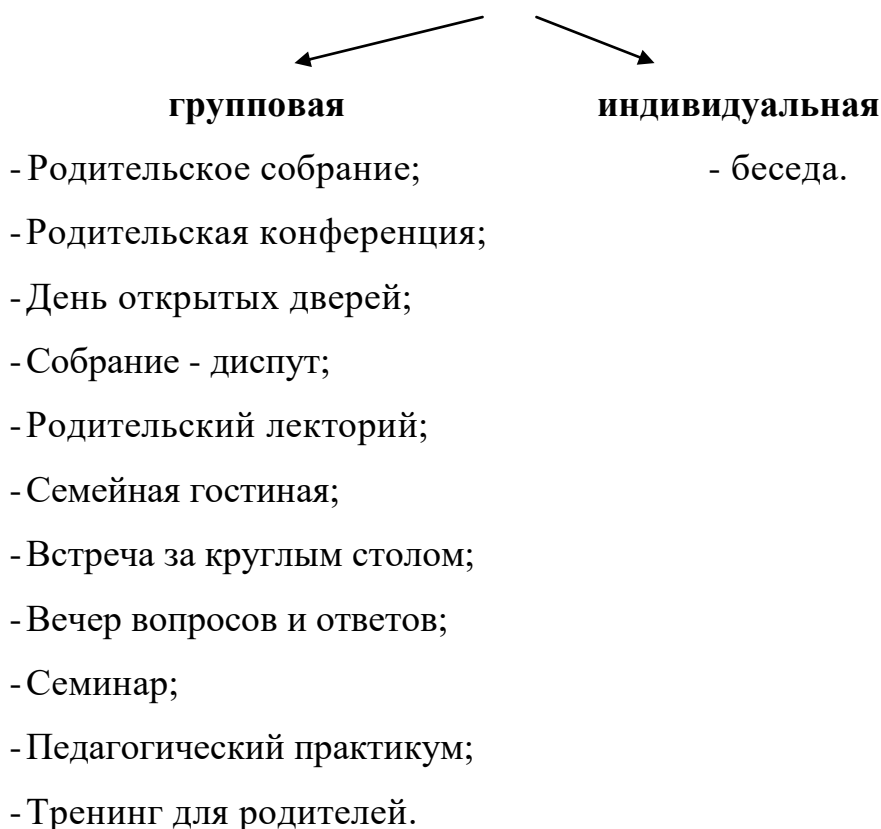 групповая индивидуальная
- Родительское собрание; - беседа.
- Родительская конференция;
- День открытых дверей;
- Собрание - диспут;
- Родительский лекторий;
- Семейная гостиная;
- Встреча за круглым столом;
- Вечер вопросов и ответов;
- Семинар;
- Педагогический практикум;
- Тренинг для родителей.